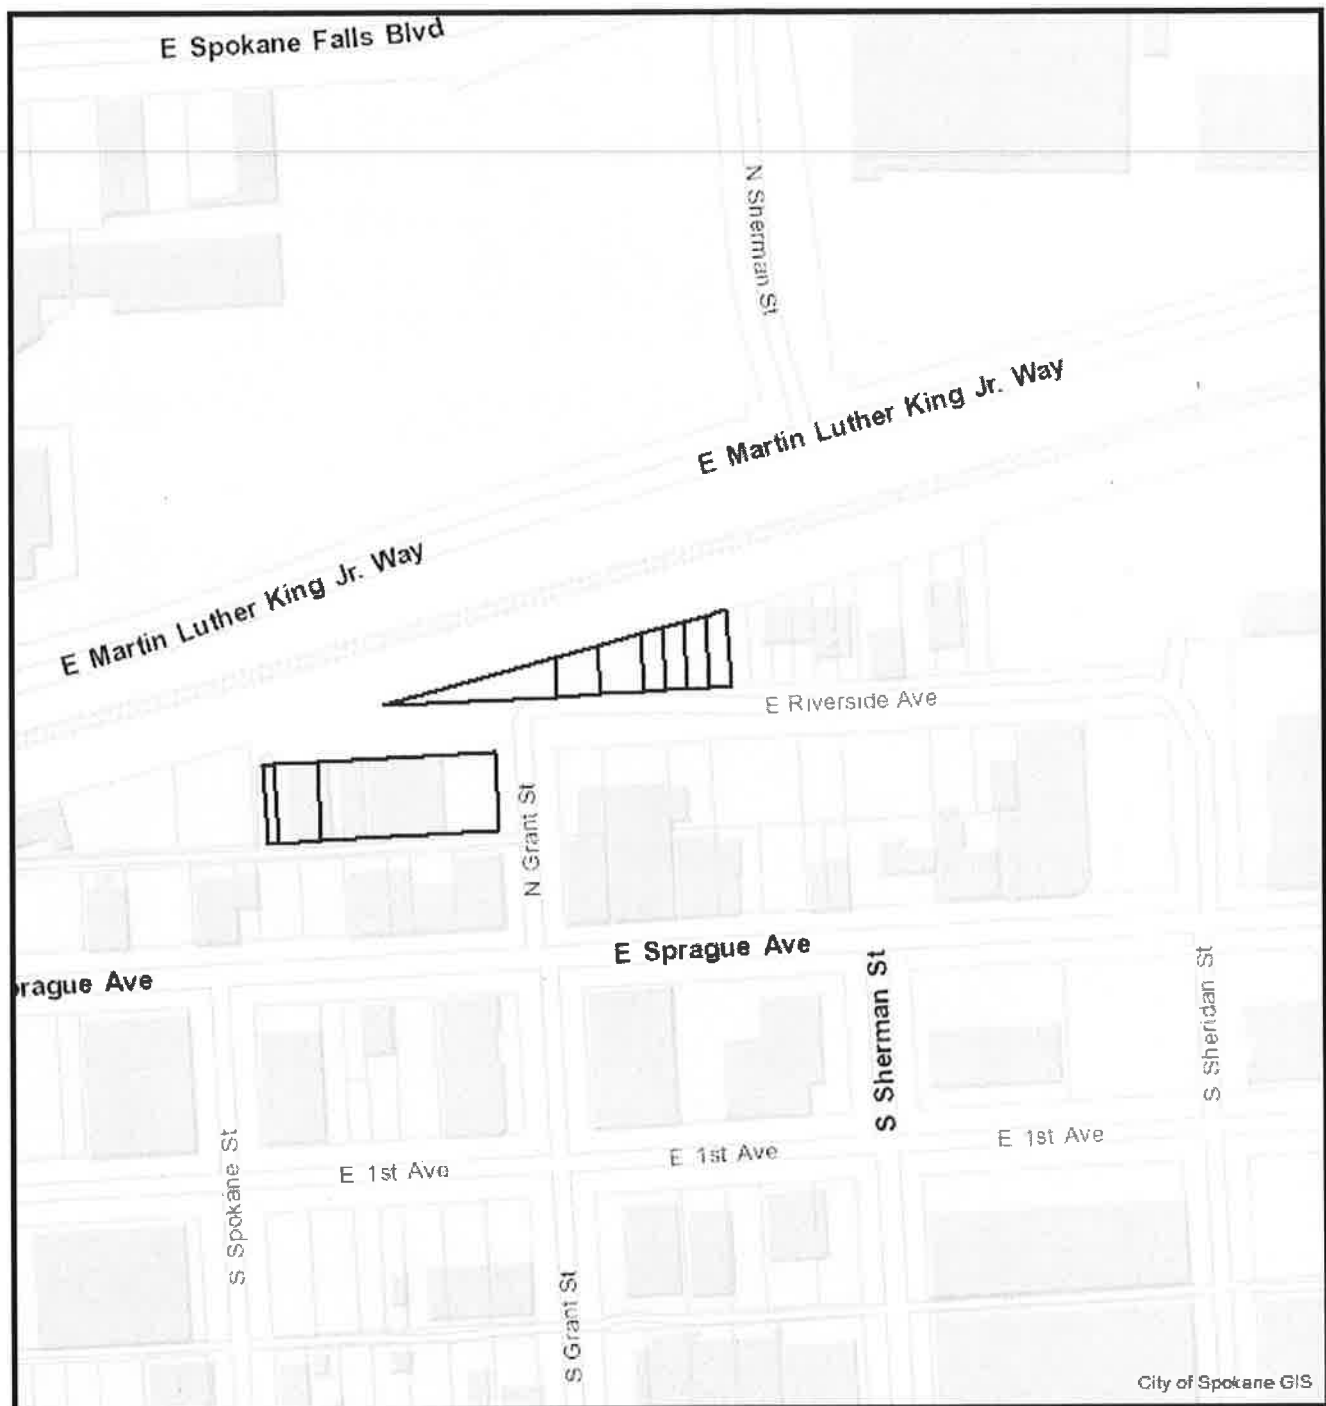 E Spokane Falls Blvd
N Sherman St
E Martin Luther King Jr. Way
E Martin Luther King Jr. Way
E Riverside Ave
N Grant St
E Sprague Ave
prague Ave
S Sherman St
S Sheridan St
E 1st Ave
E 1st Ave
E 1st Ave
S Spokane St
S Grant St
City of Spokane GIS